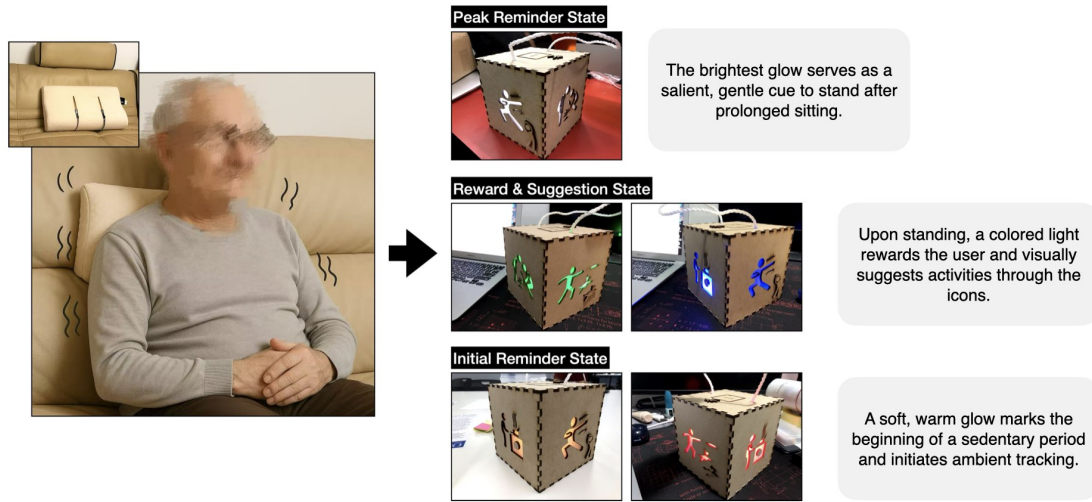 Peak Reminder State
The brightest glow serves as a
salient, gentle cue to stand after
prolonged sitting.
Reward & Suggestion State
Upon standing, a colored light
rewards the user and visually
suggests activities through the
icons.
Initial Reminder State
A soft, warm glow marks the
beginning of a sedentary period
and initiates ambient tracking.